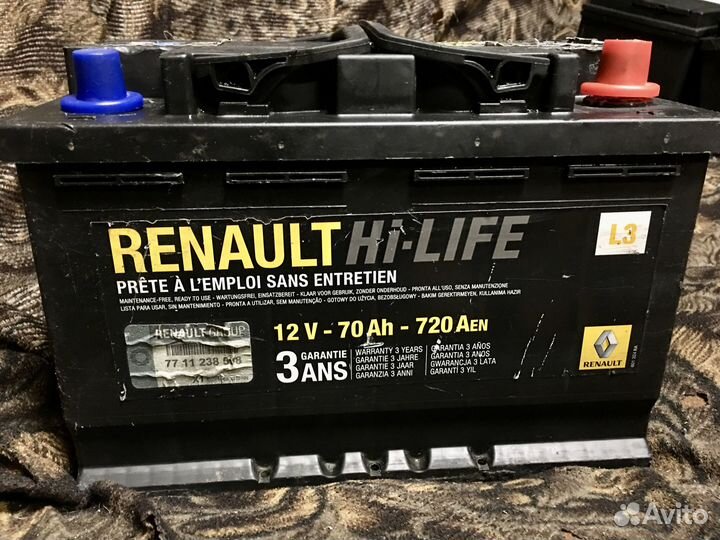 RENAULT Hi-LIFE
L3
PRÊTE À L'EMPLOI SANS ENTRETIEN
MAINTENANCE-FREE, READY TO USE - WARTUNGSFREI, EINSATZBEREIT - KLAAR VOOR GEBRUIK, ZONDER ONDERHOUD - PRONTA ALL'USO, SENZA MANUTENZIONE
LISTA PARA USAR, SIN MANTENIMIENTO - PRONTA A UTILIZAR, SEM MANUTENÇÃO - GOTOWY DO UŻYCIA, BEZOBSŁUGOWY - BAKIM GEREKTIRMEYEN, KULLANIMA HAZIR
RENAULT GROUP
77 11 238
X1
12 V - 70 Ah - 720 AEN
3 GARANTIE
ANS
WARRANTY 3 YEARS
GARANTIE 3 JAHRE
GARANTIE 3 JAAR
GARANZIA 3 ANNI
GARANTÍA 3 AÑOS
GARANTIA 3 ANOS
GWARANCJA 3 LATA
GARANTİ 3 YIL
RENAULT
Avito